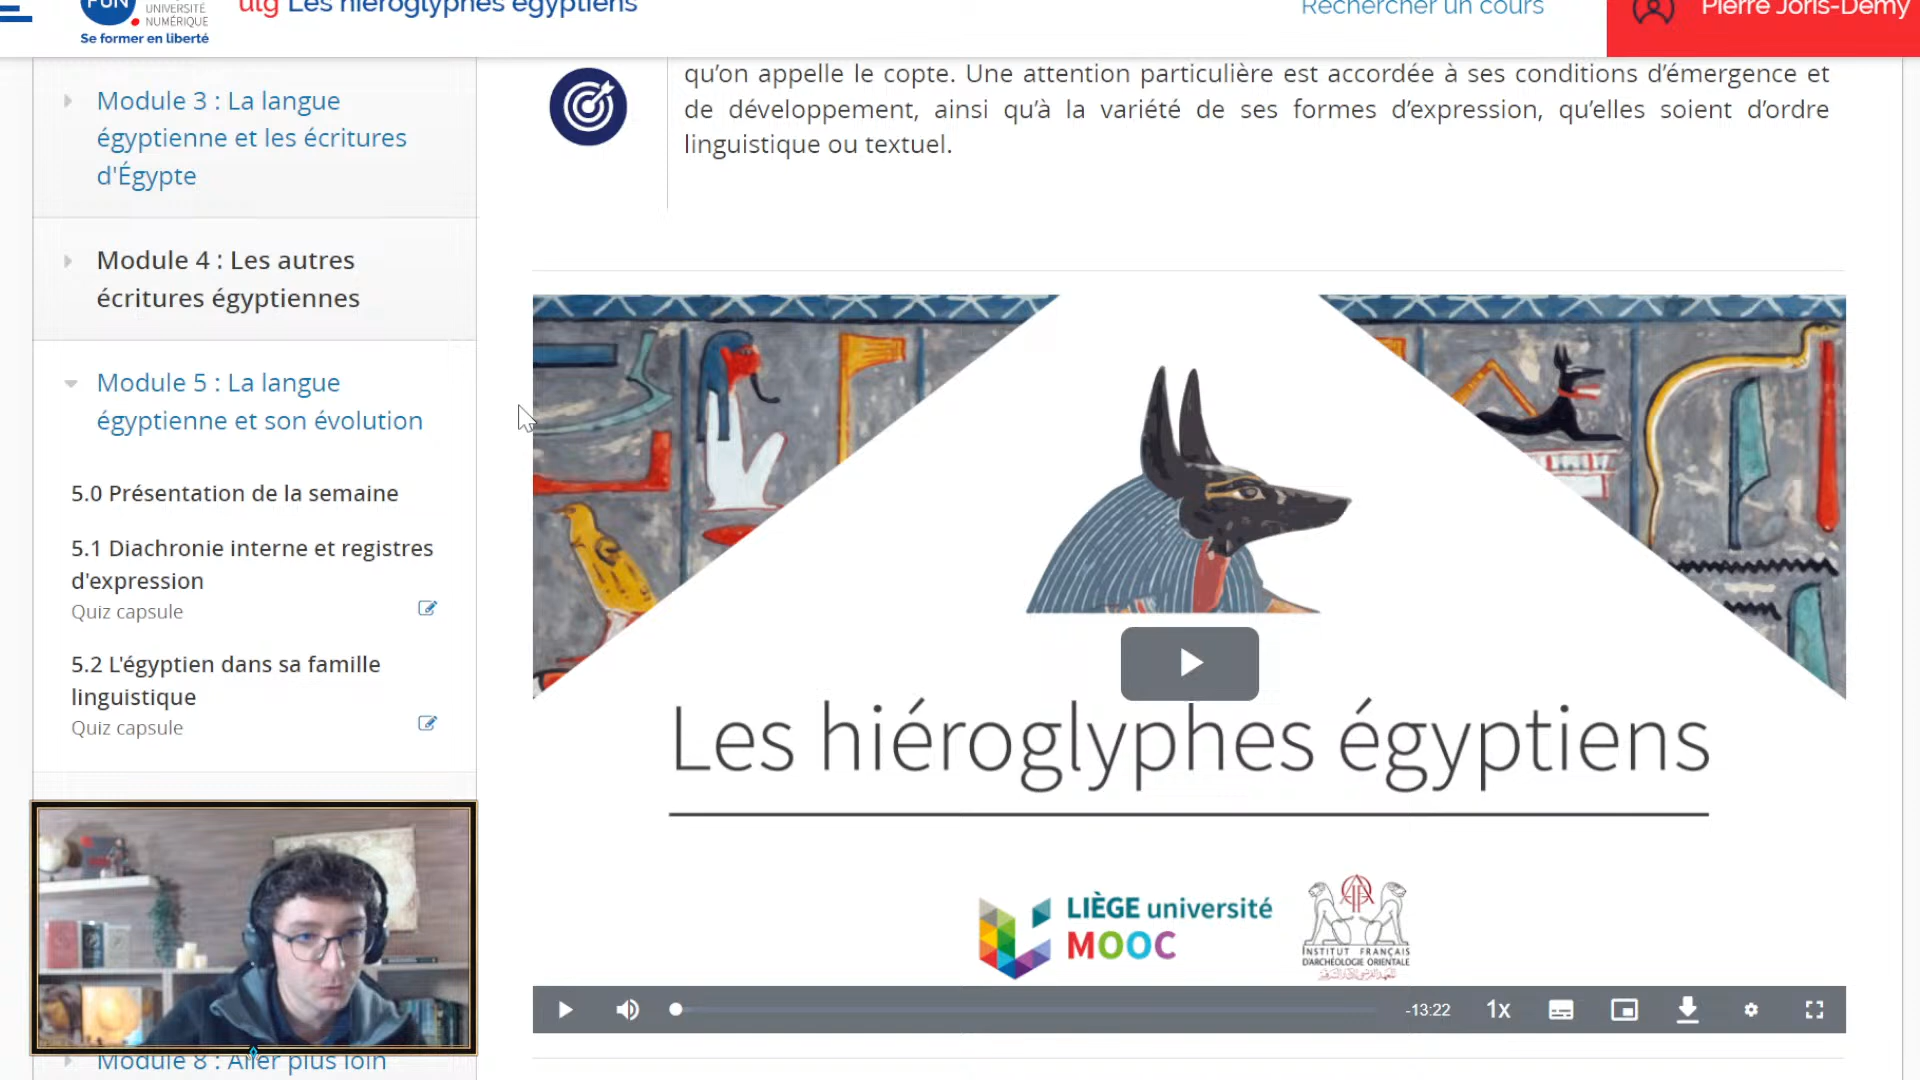 FUN
UNIVERSITÉ
NUMÉRIQUE
Se former en liberté
ulg Les hiéroglyphes égyptiens
Rechercher un cours
Pierre Joris-Demy
Module 3 : La langue
égyptienne et les écritures
d'Égypte
Module 4 : Les autres
écritures égyptiennes
Module 5 : La langue
égyptienne et son évolution
5.0 Présentation de la semaine
5.1 Diachronie interne et registres
d'expression
Quiz capsule
5.2 L'égyptien dans sa famille
linguistique
Quiz capsule
Module 8 : Aller plus loin
qu’on appelle le copte. Une attention particulière est accordée à ses conditions d’émergence et
de développement, ainsi qu’à la variété de ses formes d’expression, qu’elles soient d’ordre
linguistique ou textuel.
Les hiéroglyphes égyptiens
LIÈGE université
MOOC
INSTITUT FRANÇAIS
D'ARCHÉOLOGIE ORIENTALE
-13:22
1x